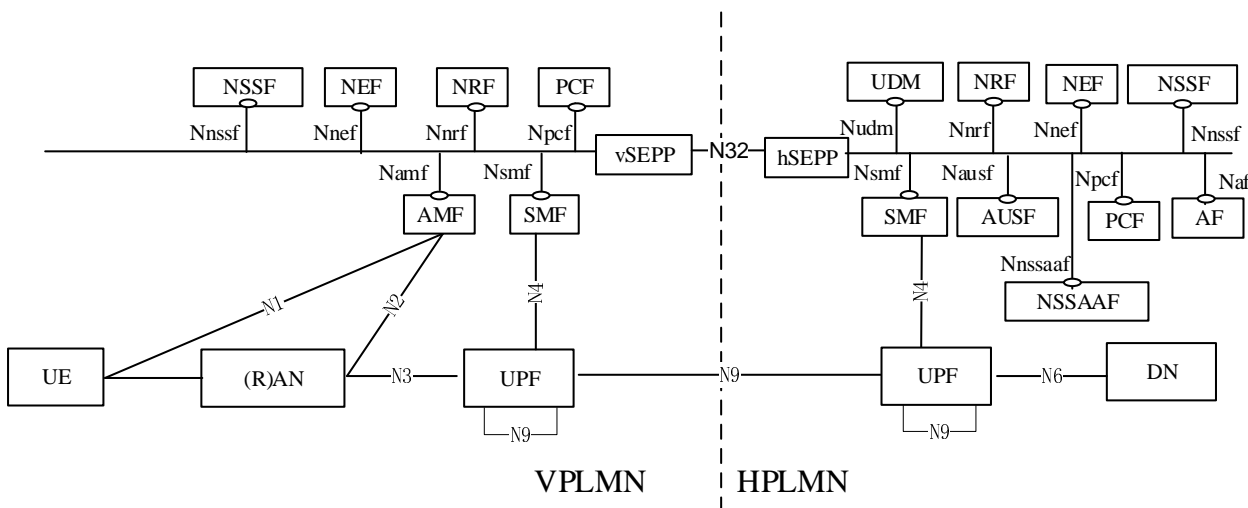 NSSF NEF NRF PCF UDM NRF NEF NSSF
Nnssf Nnef Nnrf Npcf Nudm Nnrf Nnef Nnssf
vSEPP N32 hSEPP
Namf Nsmf Nsmf Nausf Npcf Naf
AMF SMF SMF AUSF PCF AF
Nnssaaf
NSSAAF
N1 N2 N4 N4
UE (R)AN N3 UPF N9 UPF N6 DN
N9 N9
VPLMN HPLMN